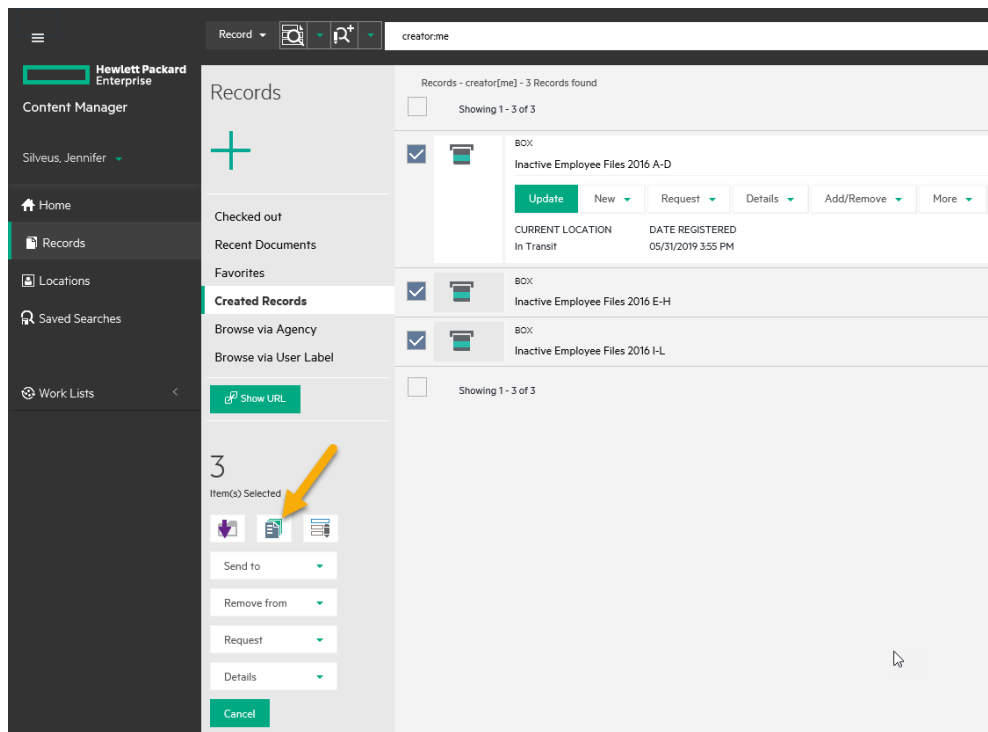 Record
creator:me
Hewlett Packard
Enterprise
Content Manager
Silveus, Jennifer
Home
Records
Locations
Saved Searches
Work Lists
Records
Checked out
Recent Documents
Favorites
Created Records
Browse via Agency
Browse via User Label
Show URL
3
Item(s) Selected
Send to
Remove from
Request
Details
Cancel
Records - creator[me] - 3 Records found
Showing 1 - 3 of 3
BOX
Inactive Employee Files 2016 A-D
Update New Request Details Add/Remove More
CURRENT LOCATION DATE REGISTERED
In Transit 05/31/2019 3:55 PM
BOX
Inactive Employee Files 2016 E-H
BOX
Inactive Employee Files 2016 I-L
Showing 1 - 3 of 3